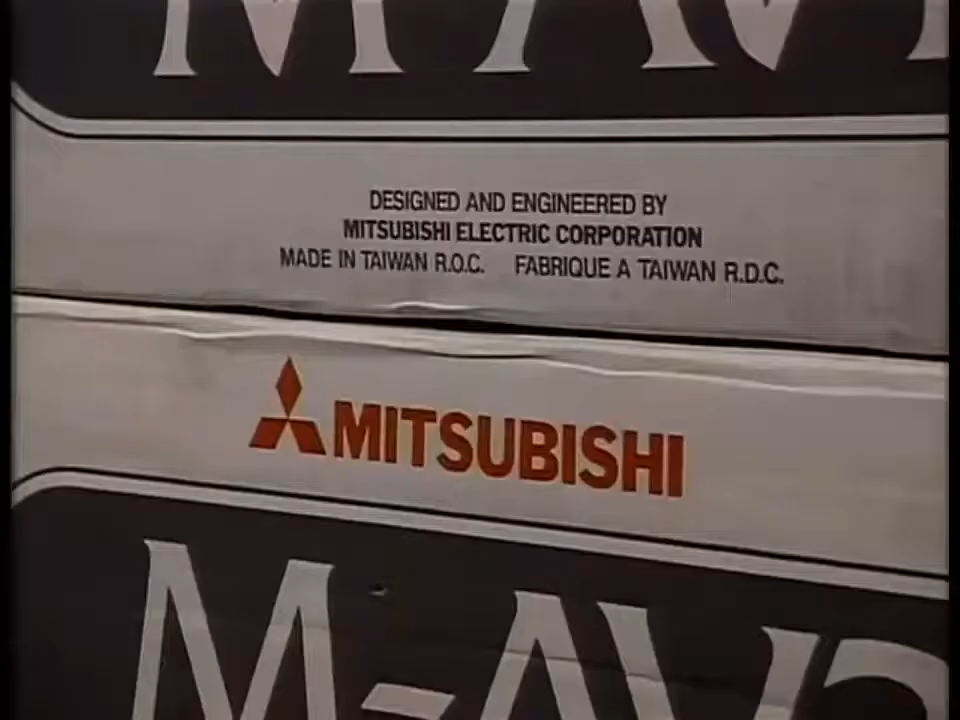 DESIGNED AND ENGINEERED BY
MITSUBISHI ELECTRIC CORPORATION
MADE IN TAIWAN R.O.C. FABRIQUE A TAIWAN R.D.C.
MITSUBISHI